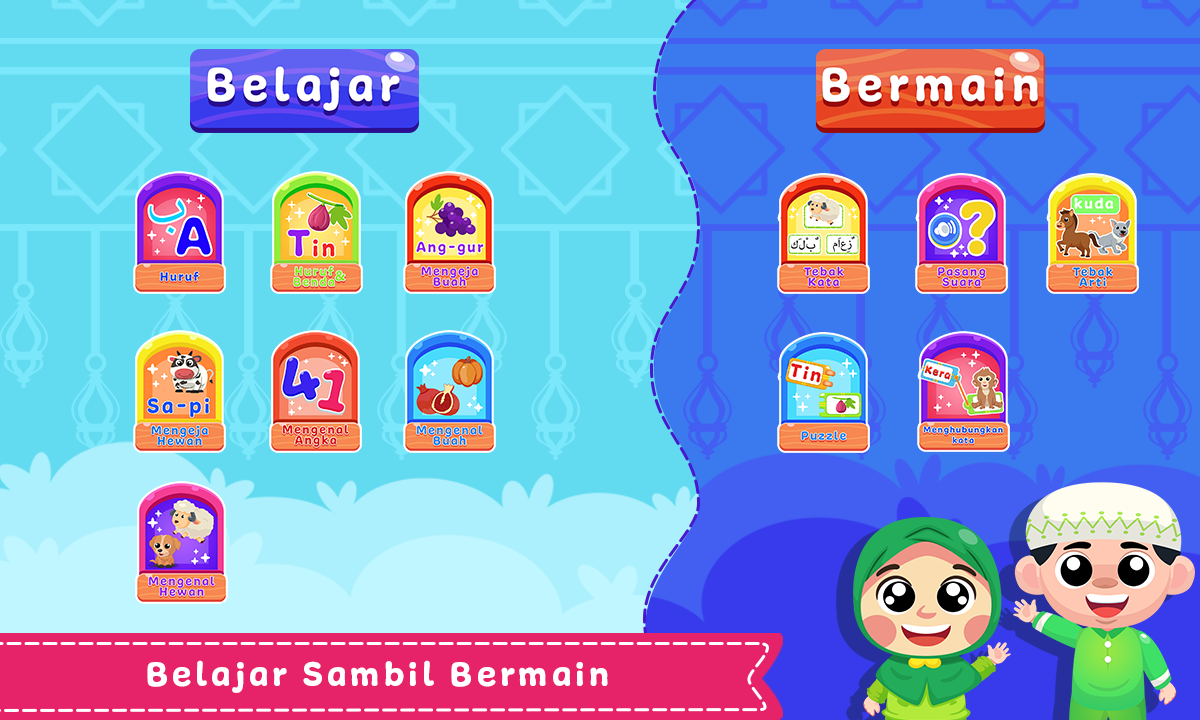 Belajar
ب
A
Huruf
Tin
Huruf &
Benda
Ang-gur
Mengeja
Buah
Sa-pi
Mengeja
Hewan
41
Mengenal
Angka
Mengenal
Buah
Mengenal
Hewan
Bermain
Tebak
Kata
?
Pasang
Suara
kuda
Tebak
Arti
Tin
Puzzle
Kera
Menghubungkan
kata
Belajar Sambil Bermain